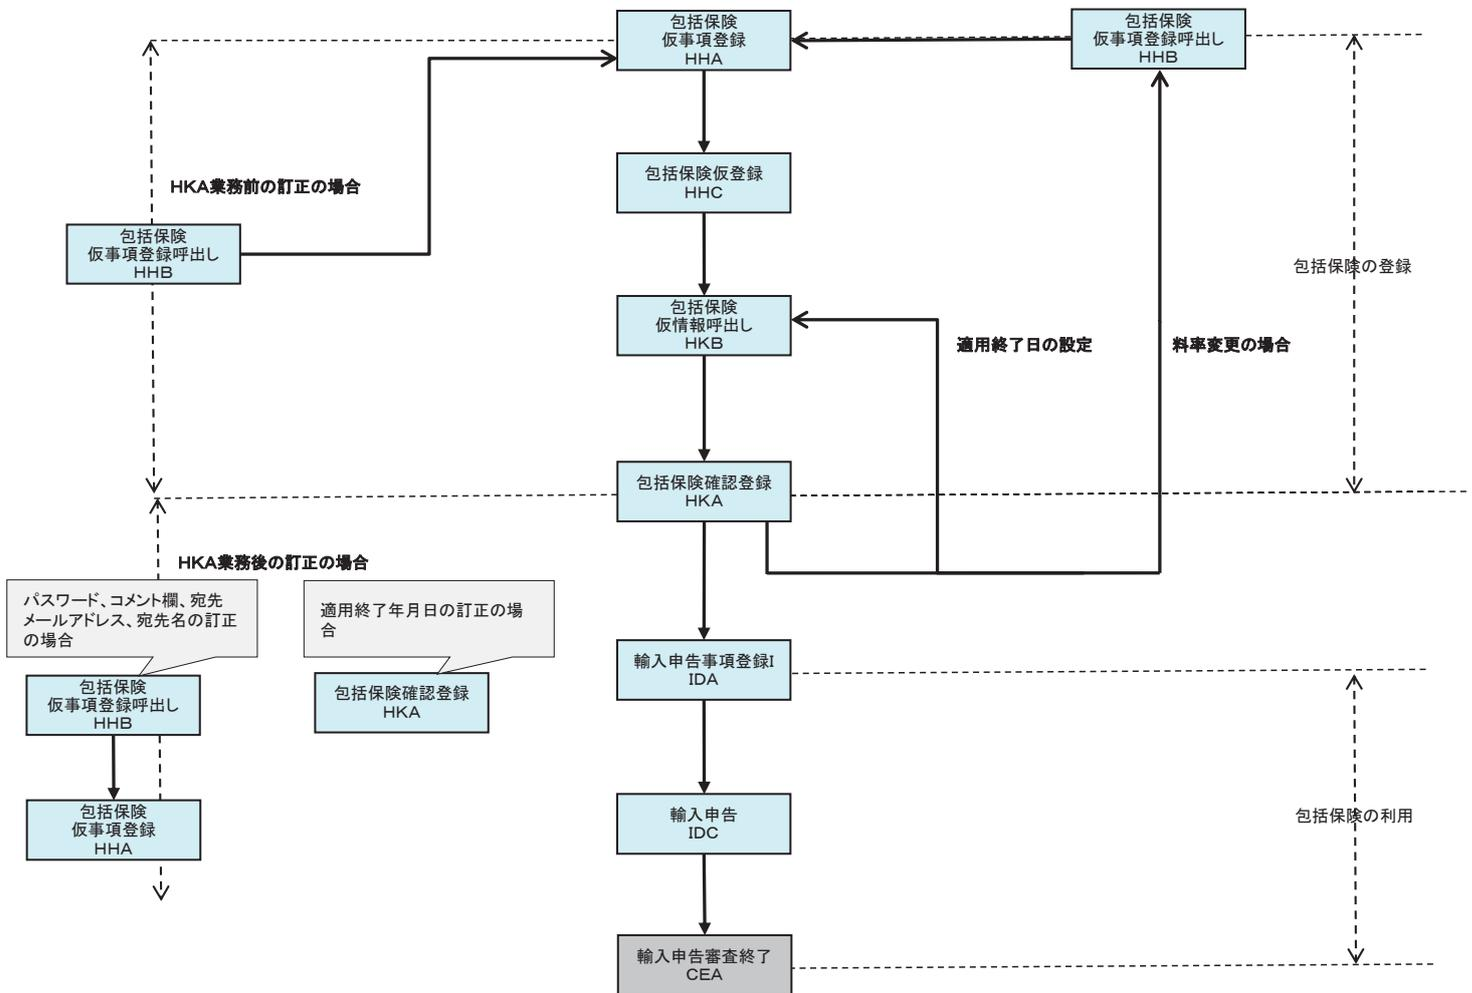 包括保険
仮事項登録
HHA
包括保険
仮事項登録呼出し
HHB
包括保険仮登録
HHC
HKA業務前の訂正の場合
包括保険
仮事項登録呼出し
HHB
包括保険の登録
包括保険
仮情報呼出し
HKB
適用終了日の設定
料率変更の場合
包括保険確認登録
HKA
HKA業務後の訂正の場合
パスワード、コメント欄、宛先
メールアドレス、宛先名の訂正
の場合
適用終了年月日の訂正の場
合
包括保険
仮事項登録呼出し
HHB
包括保険確認登録
HKA
輸入申告事項登録I
IDA
包括保険
仮事項登録
HHA
輸入申告
IDC
包括保険の利用
輸入申告審査終了
CEA